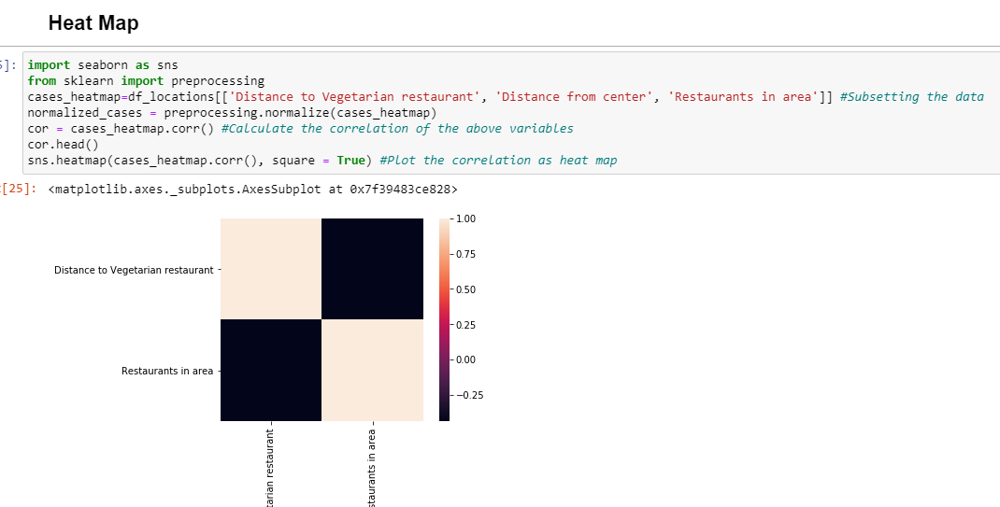 Heat Map
5]:
import seaborn as sns
from sklearn import preprocessing
cases_heatmap=df_locations[['Distance to Vegetarian restaurant', 'Distance from center', 'Restaurants in area']] #Subsetting the data
normalized_cases = preprocessing.normalize(cases_heatmap)
cor = cases_heatmap.corr() #Calculate the correlation of the above variables
cor.head()
sns.heatmap(cases_heatmap.corr(), square = True) #Plot the correlation as heat map
[25]: <matplotlib.axes._subplots.AxesSubplot at 0x7f39483ce828>
1.00
0.75
Distance to Vegetarian restaurant
0.50
0.25
0.00
Restaurants in area
−0.25
tarian restaurant
staurants in area